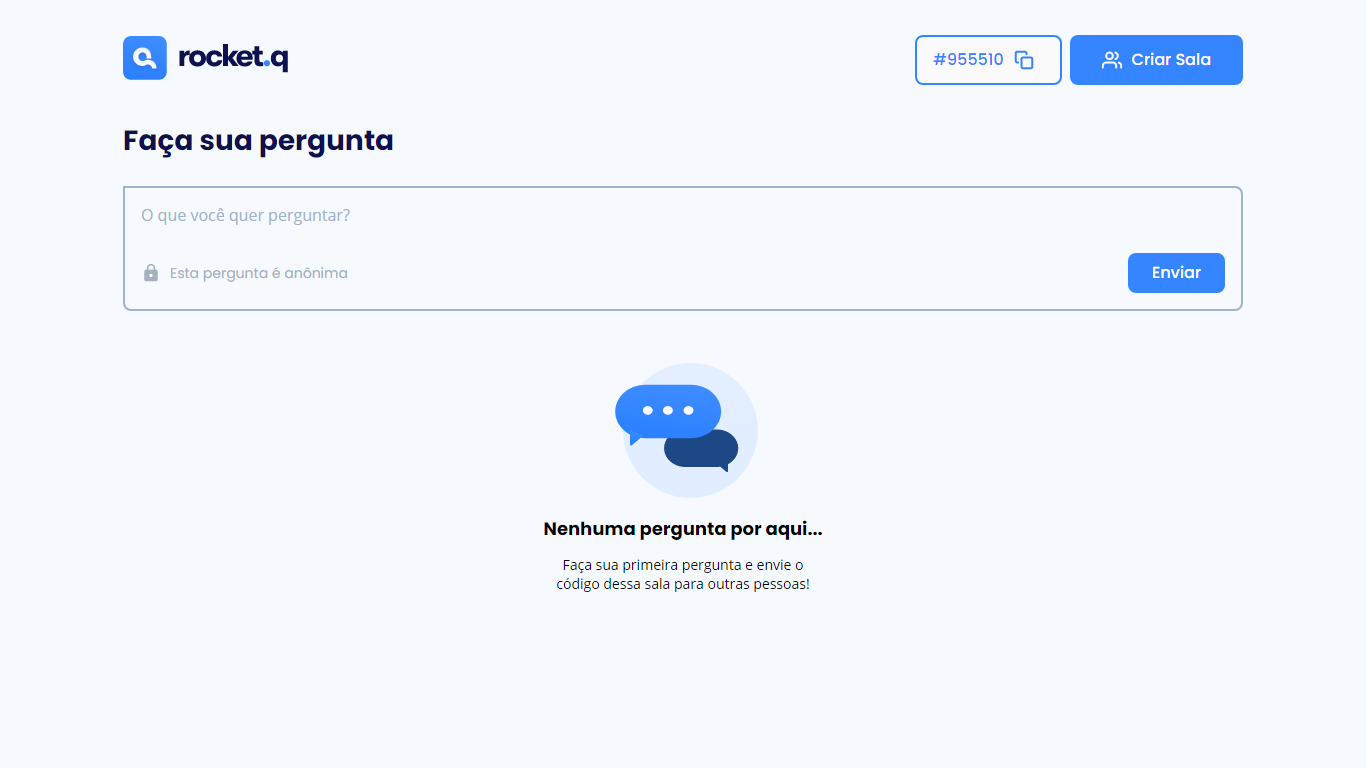 rocket.q
#955510
Criar Sala
Faça sua pergunta
O que você quer perguntar?
Esta pergunta é anônima
Enviar
Nenhuma pergunta por aqui...
Faça sua primeira pergunta e envie o
código dessa sala para outras pessoas!